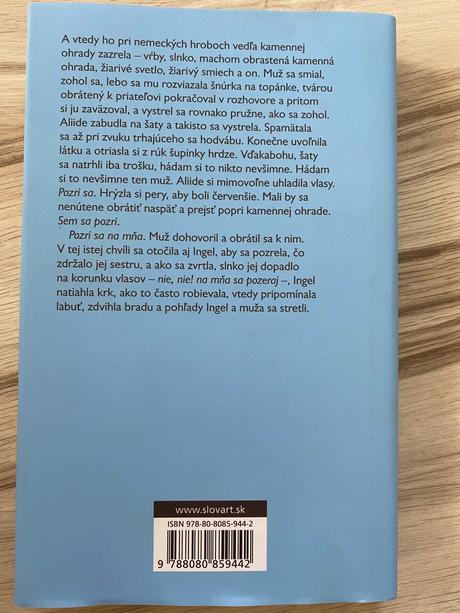 A vtedy ho pri nemeckých hroboch vedľa kamennej
ohrady zazrela – vŕby, slnko, machom obrastená kamenná
ohrada, žiarivé svetlo, žiarivý smiech a on. Muž sa smial,
zohol sa, lebo sa mu rozviazala šnúrka na topánke, tvárou
obrátený k priateľovi pokračoval v rozhovore a pritom
si ju zaväzoval, a vystrel sa rovnako pružne, ako sa zohol.
Aliide zabudla na šaty a takisto sa vystrela. Spamätala
sa až pri zvuku trhajúceho sa hodvábu. Konečne uvoľnila
látku a otriasla si z rúk šupinky hrdze. Vďakabohu, šaty
sa natrhli iba trošku, hádam si to nikto nevšimne. Hádam
si to nevšimne ten muž. Aliide si mimovoľne uhladila vlasy.
Pozri sa. Hrýzla si pery, aby boli červenšie. Mali by sa
nenútene obrátiť naspäť a prejsť popri kamennej ohrade.
Sem sa pozri.
Pozri sa na mňa. Muž dohovoril a obrátil sa k nim.
V tej istej chvíli sa otočila aj Ingel, aby sa pozrela, čo
zdržalo jej sestru, a ako sa zvrtla, slnko jej dopadlo
na korunku vlasov – nie, nie! na mňa sa pozeraj –, Ingel
natiahla krk, ako to často robievala, vtedy pripomínala
labuť, zdvihla bradu a pohľady Ingel a muža sa stretli.
www.slovart.sk
ISBN 978-80-8085-944-2
9 788080 859442